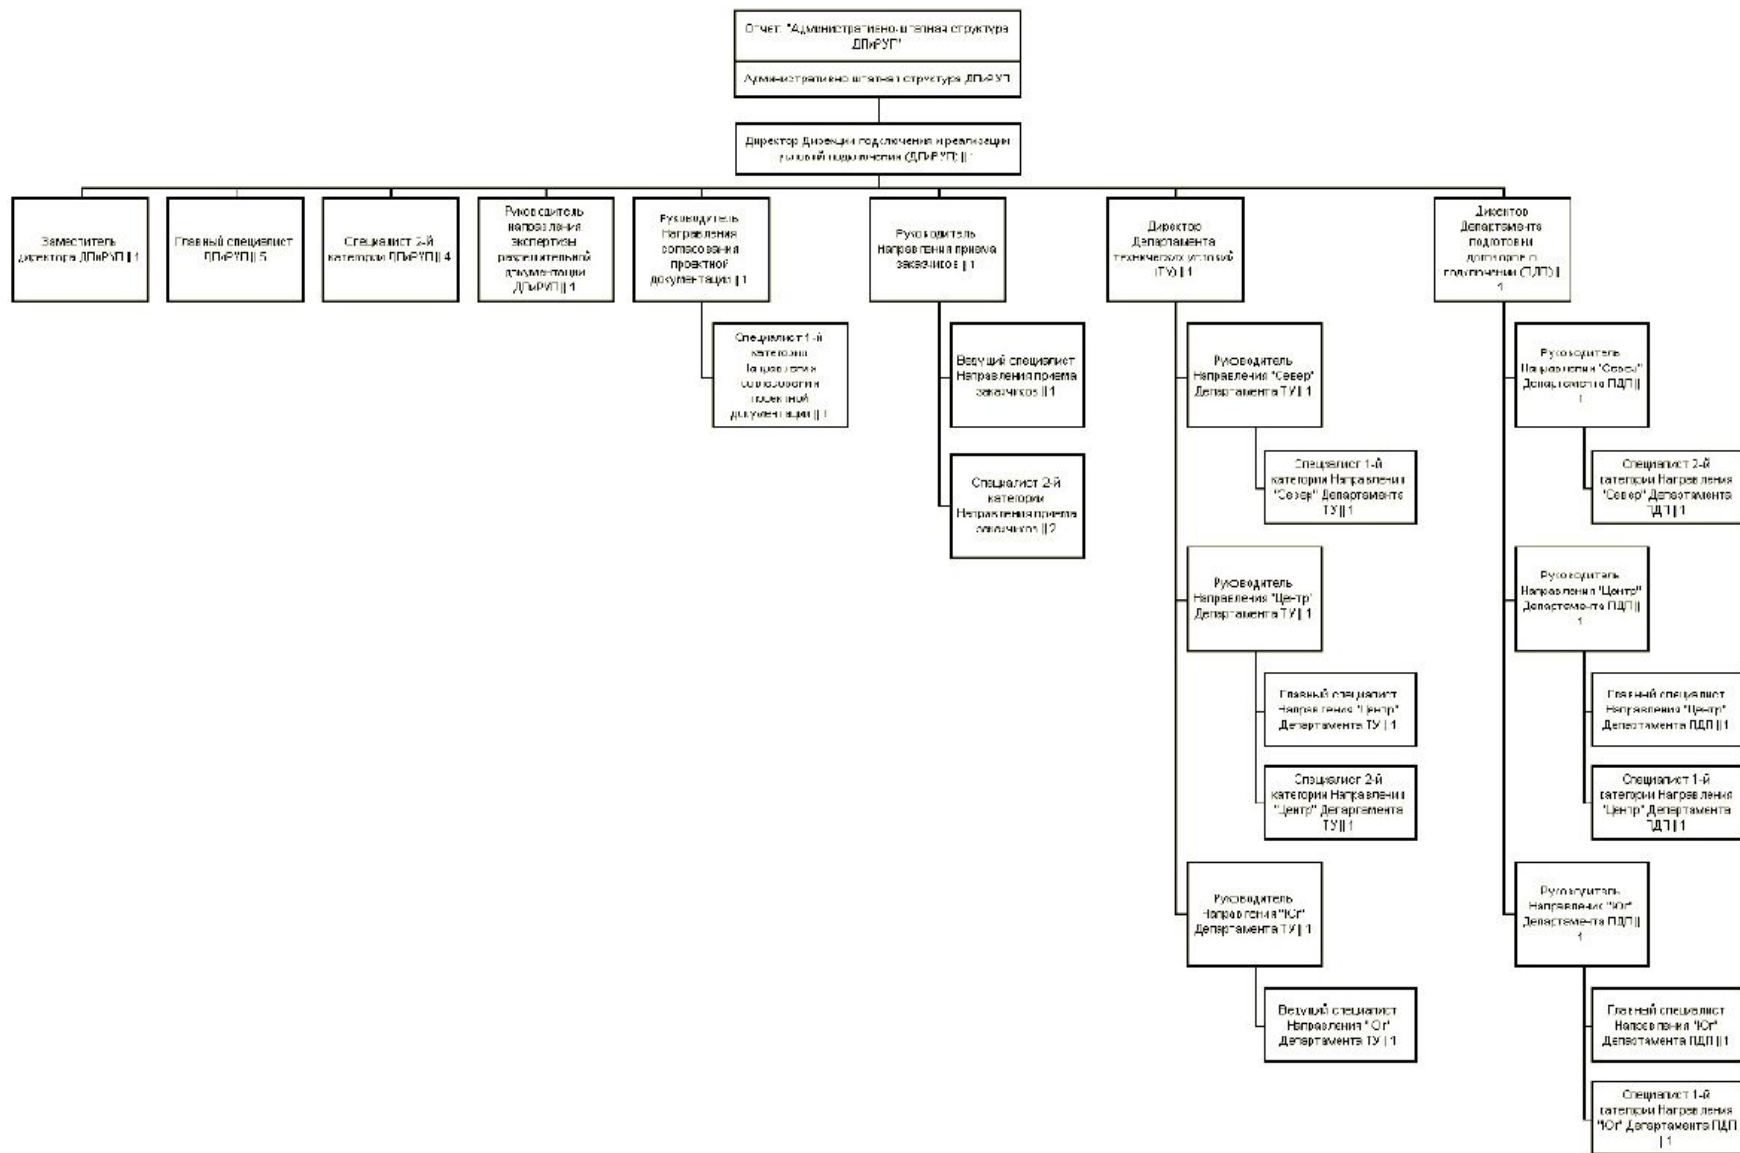 Отчет: "Административно-штатная структура
ДПиРУП"
Административно штатная структура ДПиРУП
Директор Дирекции подключения и реализации
условий подключения (ДПиРУП) || 1
Заместитель
директора ДПиРУП || 1
Главный специалист
ДПиРУП || 5
Специалист 2-й
категории ДПиРУП || 4
Руководитель
направления
экспертизы
разрешительной
документации
ДПиРУП || 1
Руководитель
Направления
согласования
проектной
документации || 1
Руководитель
Направления приема
заказчиков || 1
Директор
Департамента
технических условий
(ТУ) || 1
Директор
Департамента
подготовки
договоров о
подключении (ПДП) ||
1
Специалист 1-й
категории
Направления
согласования
проектной
документации || 1
Ведущий специалист
Направления приема
заказчиков || 1
Специалист 2-й
категории
Направления приема
заказчиков || 2
Руководитель
Направления "Север"
Департамента ТУ || 1
Специалист 1-й
категории Направления
"Север" Департамента
ТУ || 1
Руководитель
Направления "Центр"
Департамента ТУ || 1
Главный специалист
Направления "Центр"
Департамента ТУ || 1
Специалист 2-й
категории Направления
"Центр" Департамента
ТУ || 1
Руководитель
Направления "Юг"
Департамента ТУ || 1
Ведущий специалист
Направления "Юг"
Департамента ТУ || 1
Руководитель
Направления "Север"
Департамента ПДП ||
1
Специалист 2-й
категории Направления
"Север" Департамента
ПДП || 1
Руководитель
Направления "Центр"
Департамента ПДП ||
1
Главный специалист
Направления "Центр"
Департамента ПДП || 1
Специалист 1-й
категории Направления
"Центр" Департамента
ПДП || 1
Руководитель
Направления "Юг"
Департамента ПДП ||
1
Главный специалист
Направления "Юг"
Департамента ПДП || 1
Специалист 1-й
категории Направления
"Юг" Департамента ПДП
|| 1